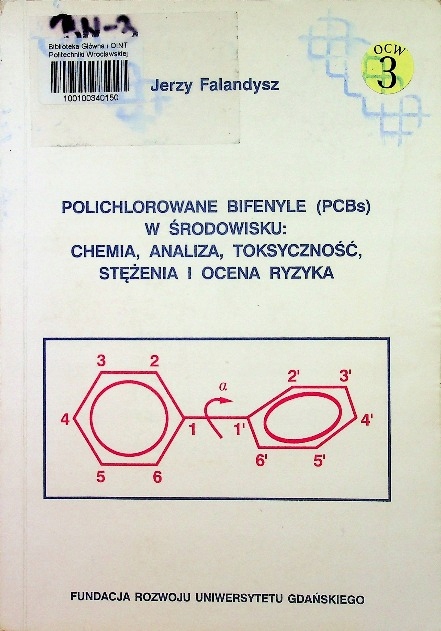 RN-3
Biblioteka Główna i OINT
Politechniki Wrocławskiej
100100340150
OCW
3
Jerzy Falandysz
POLICHLOROWANE BIFENYLE (PCBs)
W ŚRODOWISKU:
CHEMIA, ANALIZA, TOKSYCZNOŚĆ,
STĘŻENIA I OCENA RYZYKA
3 2 a 2' 3'
4 1 1' 4'
5 6 6' 5'
FUNDACJA ROZWOJU UNIWERSYTETU GDAŃSKIEGO